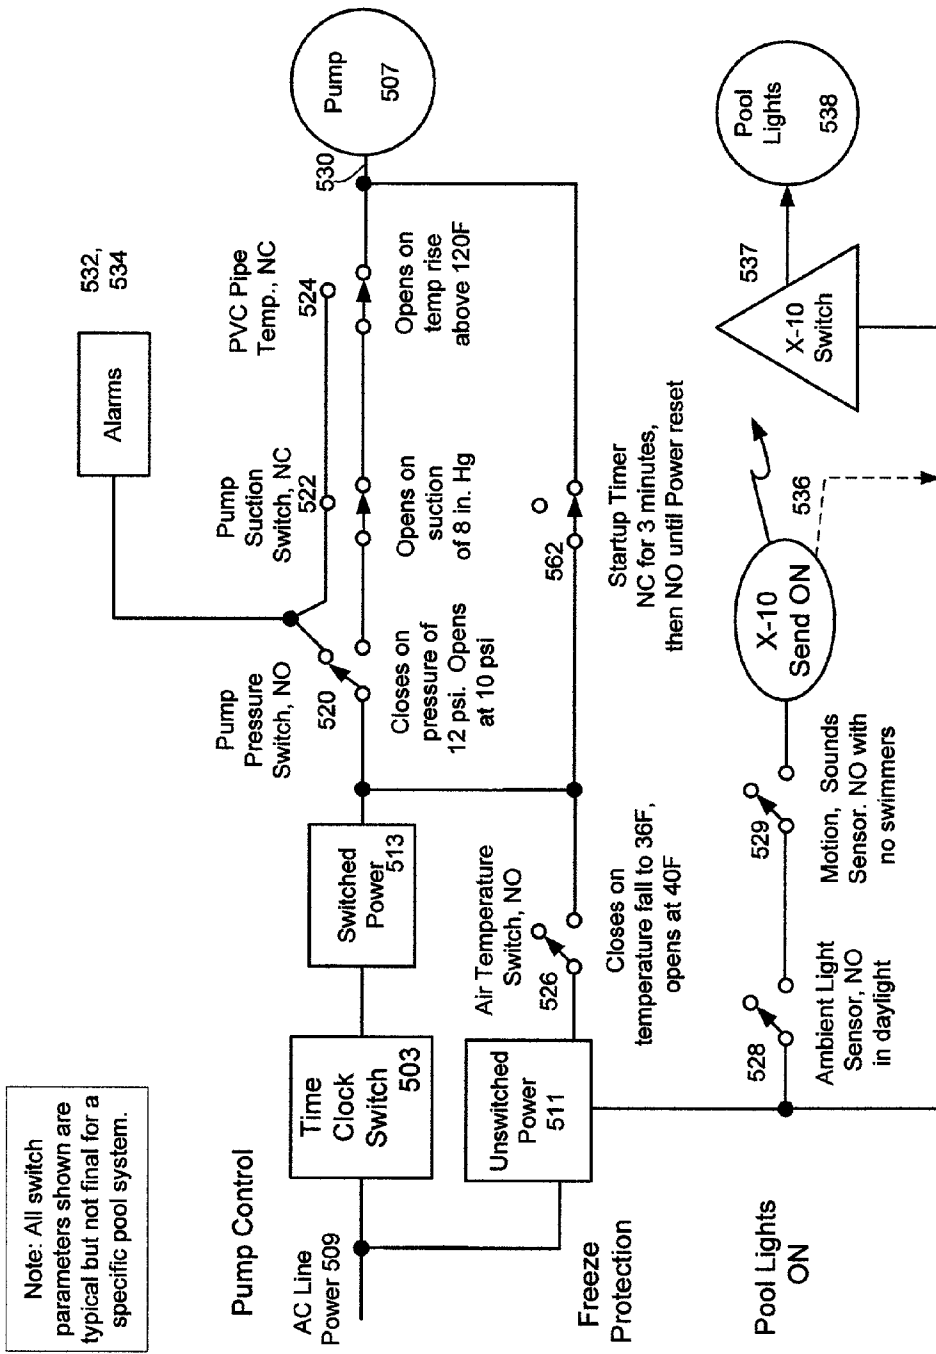 Note: All switch
parameters shown are
typical but not final for a
specific pool system.
Pump Control
AC Line
Power 509
Time
Clock
Switch
503
Switched
Power
513
Pump
Pressure
Switch, NO
520
Closes on
pressure of
12 psi. Opens
at 10 psi
Alarms
532,
534
Pump
Suction
Switch, NC
522
Opens on
suction
of 8 in. Hg
PVC Pipe
Temp., NC
524
Opens on
temp rise
above 120F
530
Pump
507
Freeze
Protection
Unswitched
Power
511
Air Temperature
Switch, NO
526
Closes on
temperature fall to 36F,
opens at 40F
562
Startup Timer
NC for 3 minutes,
then NO until Power reset
Pool Lights
ON
528
Ambient Light
Sensor, NO
in daylight
529
Motion, Sounds
Sensor. NO with
no swimmers
X-10
Send ON
536
X-10
Switch
537
Pool
Lights
538